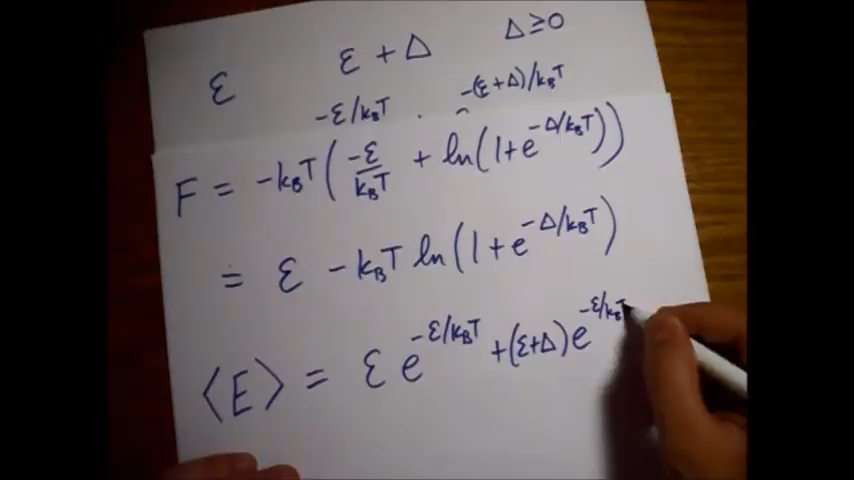 ε ε + Δ Δ ≥ 0
-ε/k_BT -(ε+Δ)/k_BT
F = -k_BT ( -ε/k_BT + ln(1+e^{-Δ/k_BT}) )
= ε - k_BT ln(1+e^{-Δ/k_BT})
⟨E⟩ = ε e^{-ε/k_BT} + (ε+Δ) e^{-ε/k_BT}